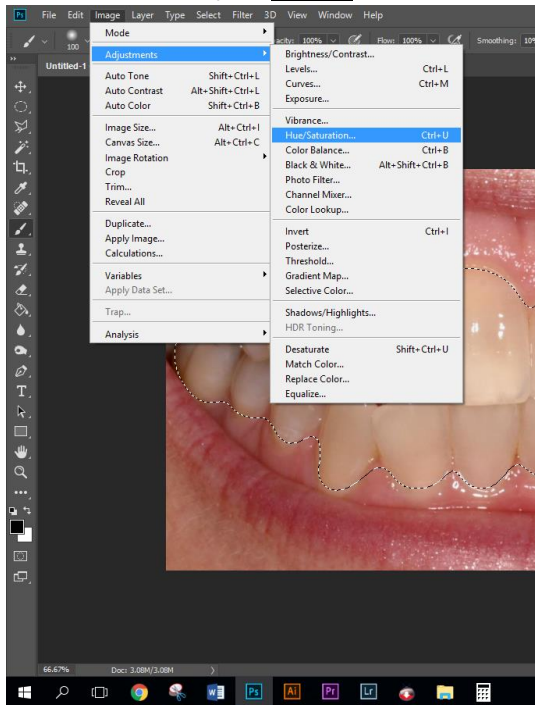 Ps File Edit Image Layer Type Select Filter 3D View Window Help
100 acity: 100% Flow: 100% Smoothing: 10%
Untitled-1
Mode
Adjustments
Auto Tone Shift+Ctrl+L
Auto Contrast Alt+Shift+Ctrl+L
Auto Color Shift+Ctrl+B
Image Size... Alt+Ctrl+I
Canvas Size... Alt+Ctrl+C
Image Rotation
Crop
Trim...
Reveal All
Duplicate...
Apply Image...
Calculations...
Variables
Apply Data Set...
Trap...
Analysis
Brightness/Contrast...
Levels... Ctrl+L
Curves... Ctrl+M
Exposure...
Vibrance...
Hue/Saturation... Ctrl+U
Color Balance... Ctrl+B
Black & White... Alt+Shift+Ctrl+B
Photo Filter...
Channel Mixer...
Color Lookup...
Invert Ctrl+I
Posterize...
Threshold...
Gradient Map...
Selective Color...
Shadows/Highlights...
HDR Toning...
Desaturate Shift+Ctrl+U
Match Color...
Replace Color...
Equalize...
66.67% Doc: 3.08M/3.08M
Ps Ai Pr Lr